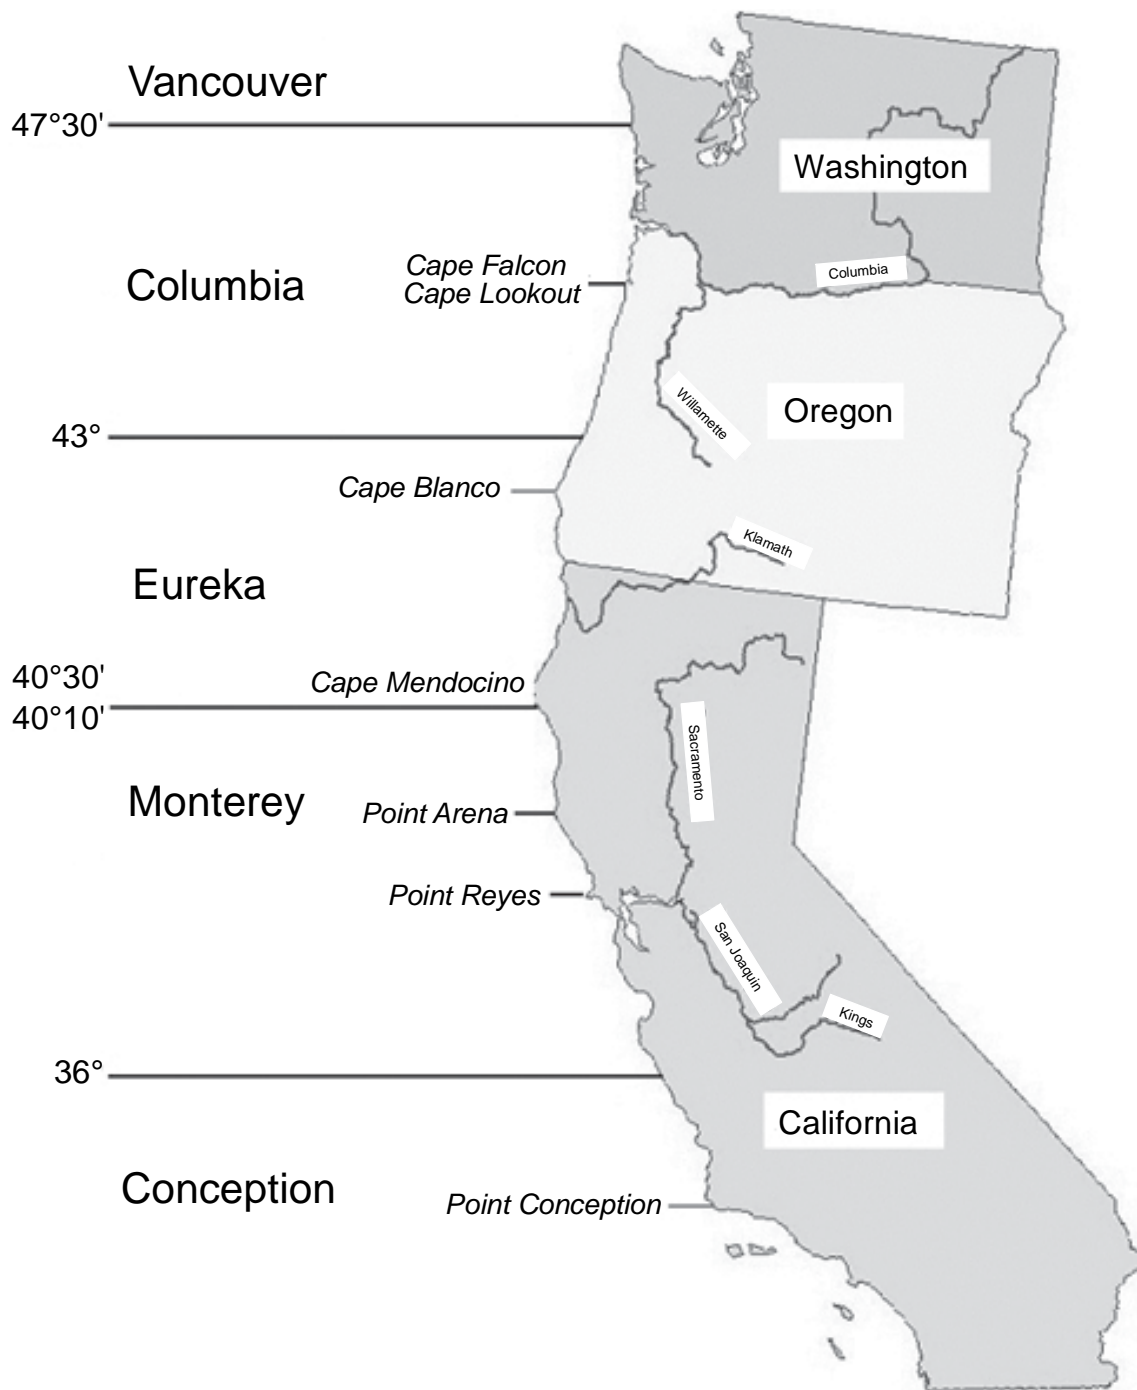 Vancouver
47°30'
Washington
Columbia
Cape Falcon
Cape Lookout
Columbia
Willamette
Oregon
43°
Cape Blanco
Klamath
Eureka
40°30'
Cape Mendocino
40°10'
Sacramento
Monterey
Point Arena
Point Reyes
San Joaquin
Kings
36°
California
Conception
Point Conception